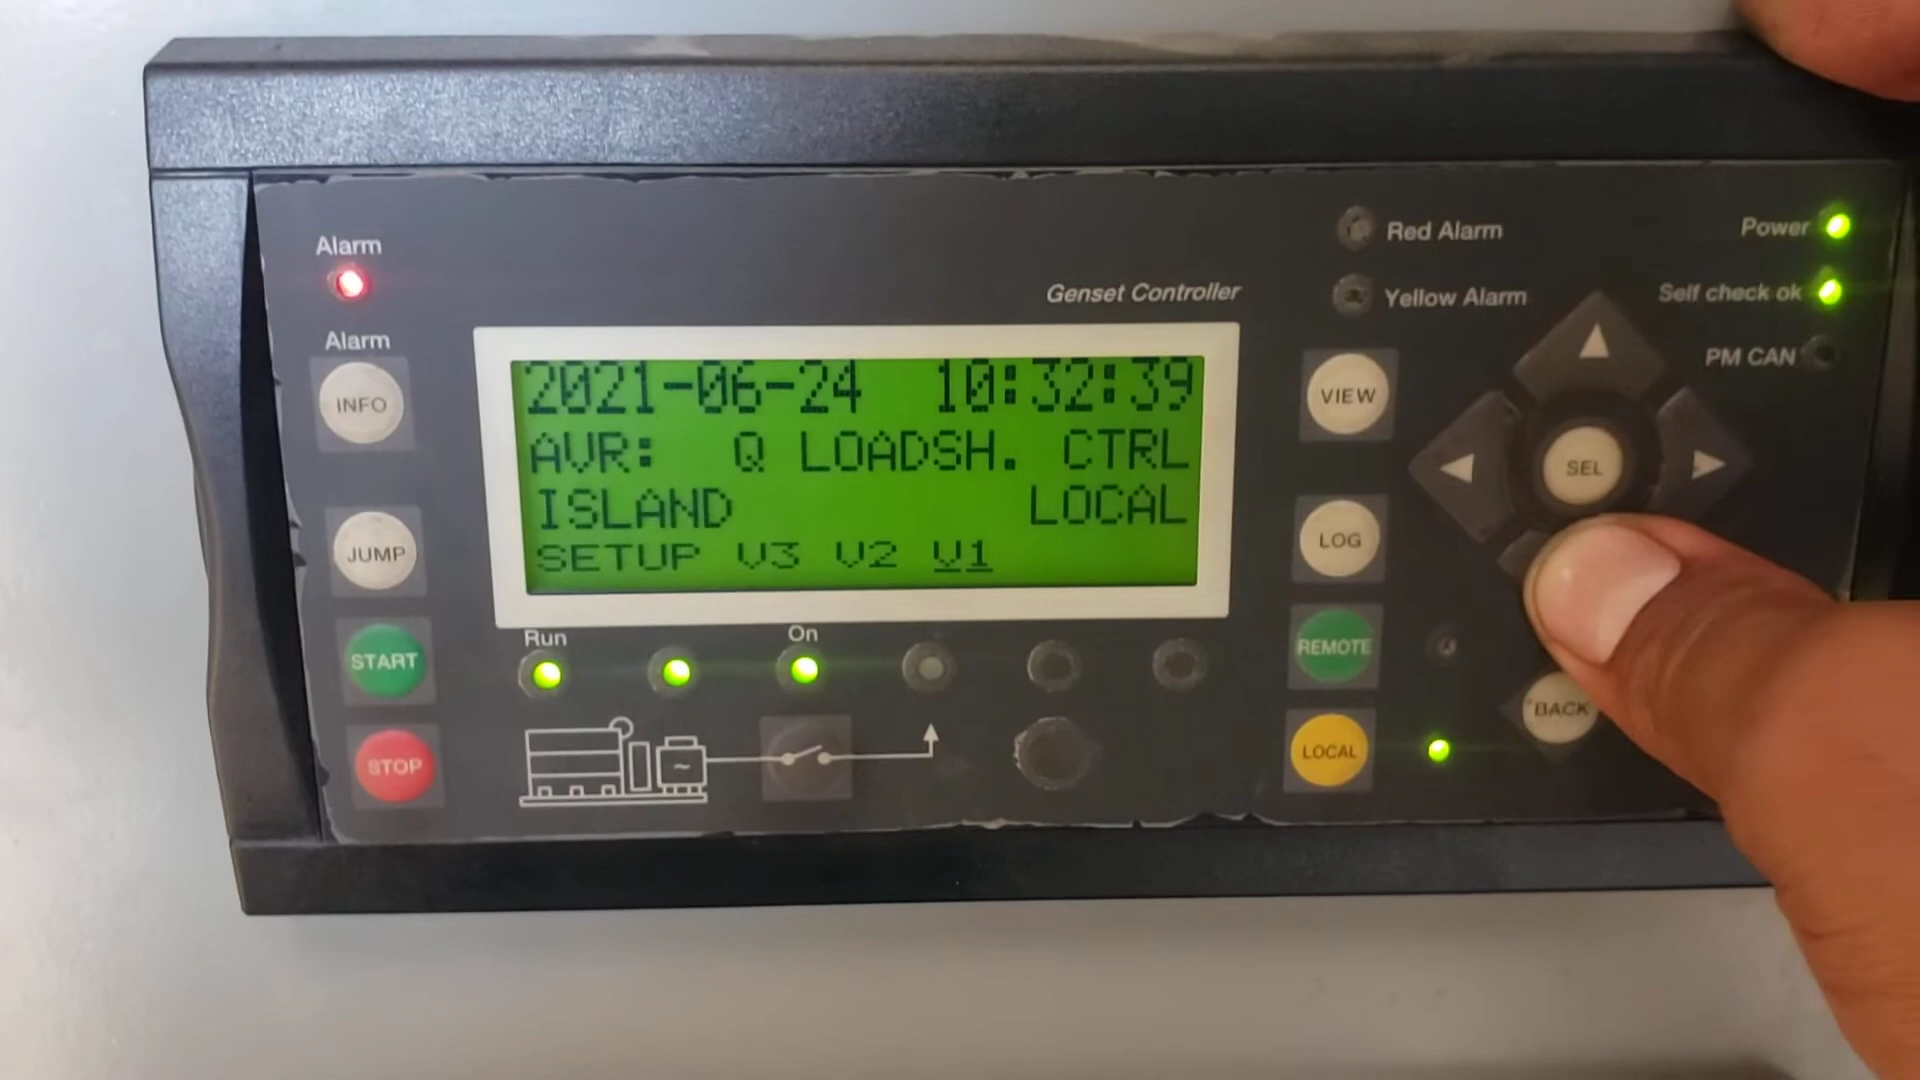 Alarm
Alarm
INFO
JUMP
START
STOP
Genset Controller
2021-06-24 10:32:39
AVR: Q LOADSH. CTRL
ISLAND LOCAL
SETUP V3 V2 V1
Run
On
Red Alarm
Yellow Alarm
Power
Self check ok
PM CAN
VIEW
SEL
LOG
REMOTE
BACK
LOCAL